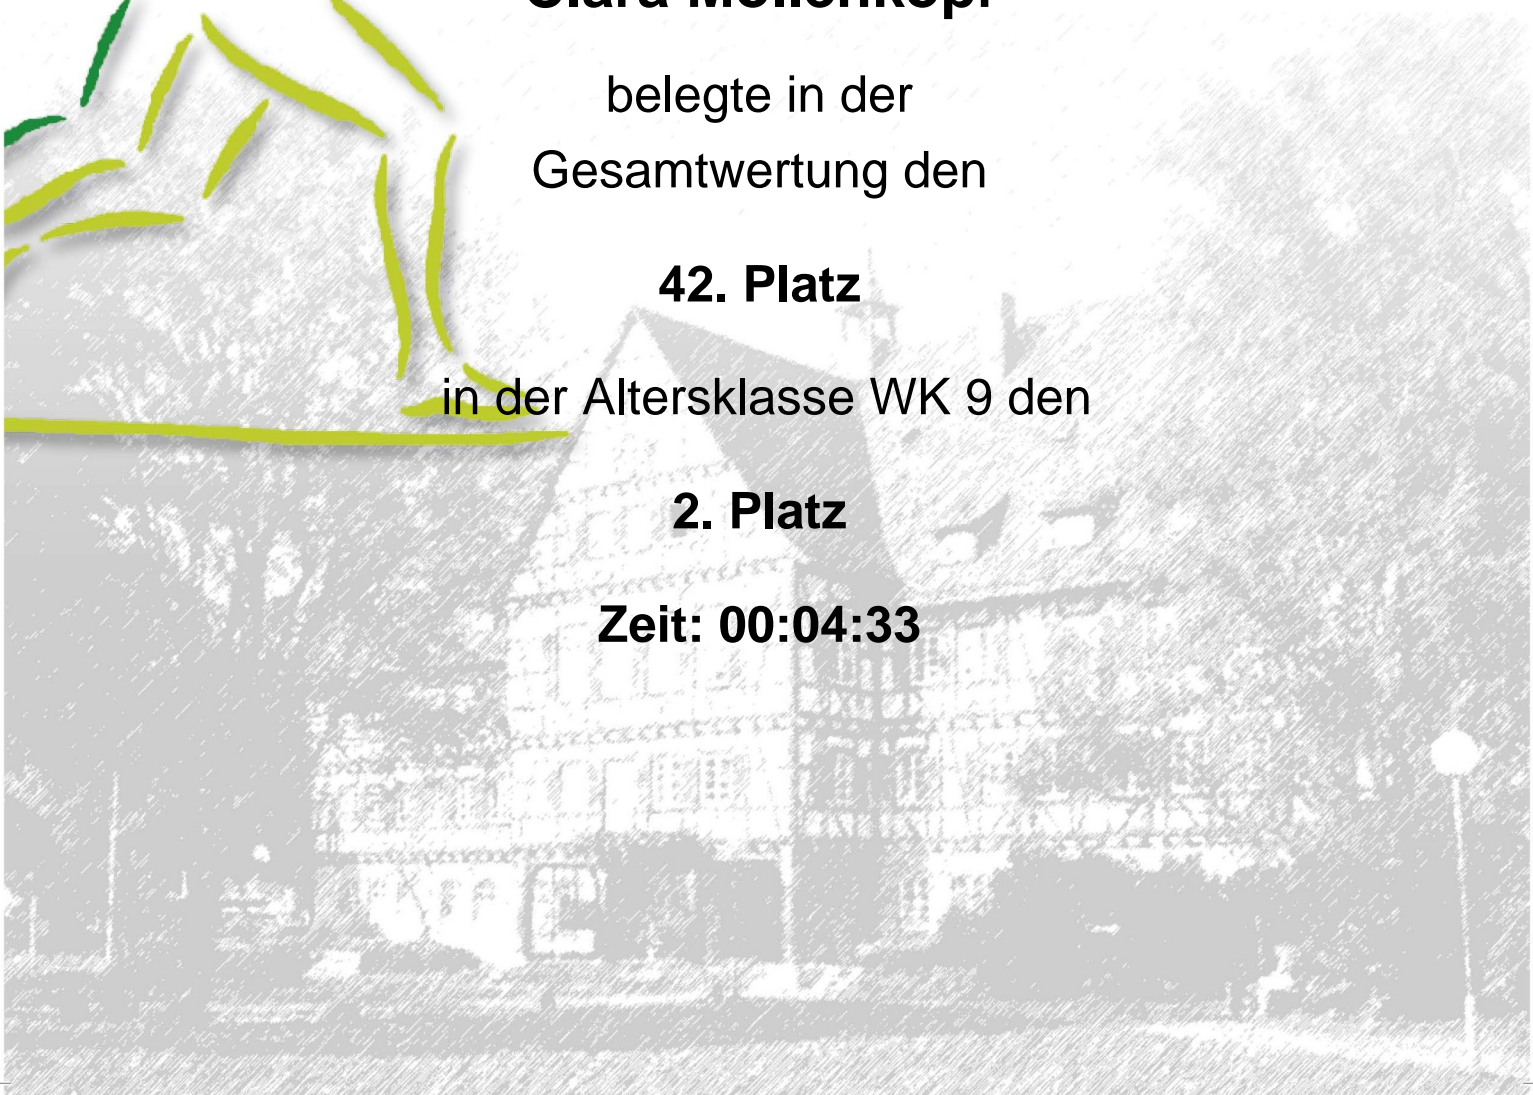 Clara
belegte in der
Gesamtwertung den
42. Platz
in der Altersklasse WK 9 den
2. Platz
Zeit: 00:04:33